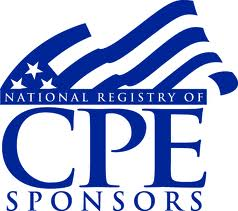 NATIONAL REGISTRY OF
CPE
SPONSORS